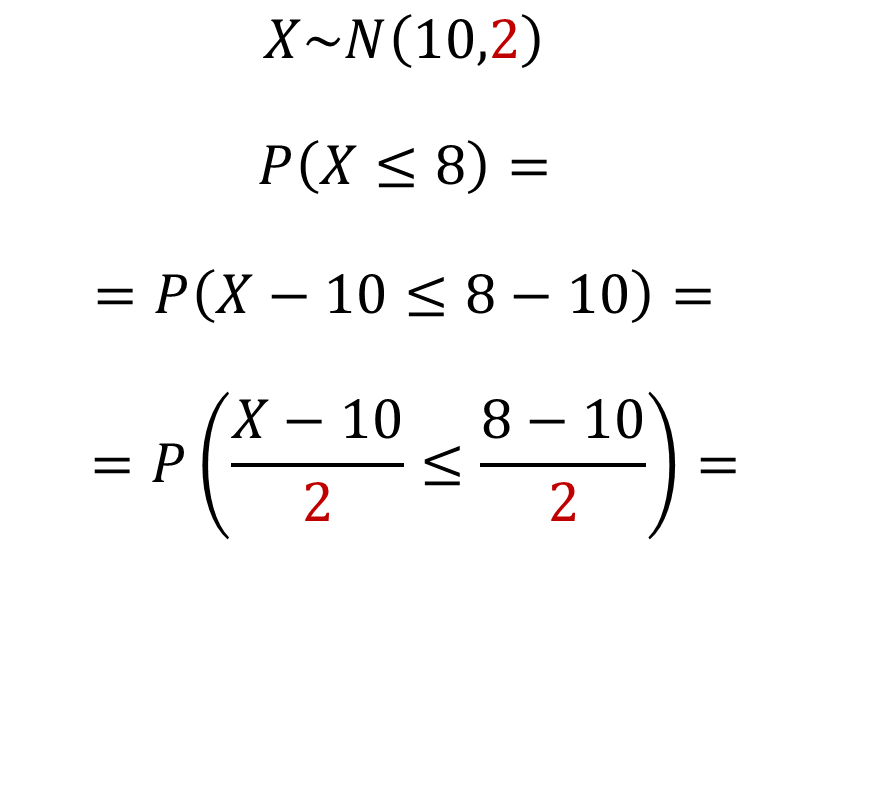 X~N(10,2)
P(X ≤ 8) =
= P(X − 10 ≤ 8 − 10) =
= P((X − 10)/2 ≤ (8 − 10)/2) =